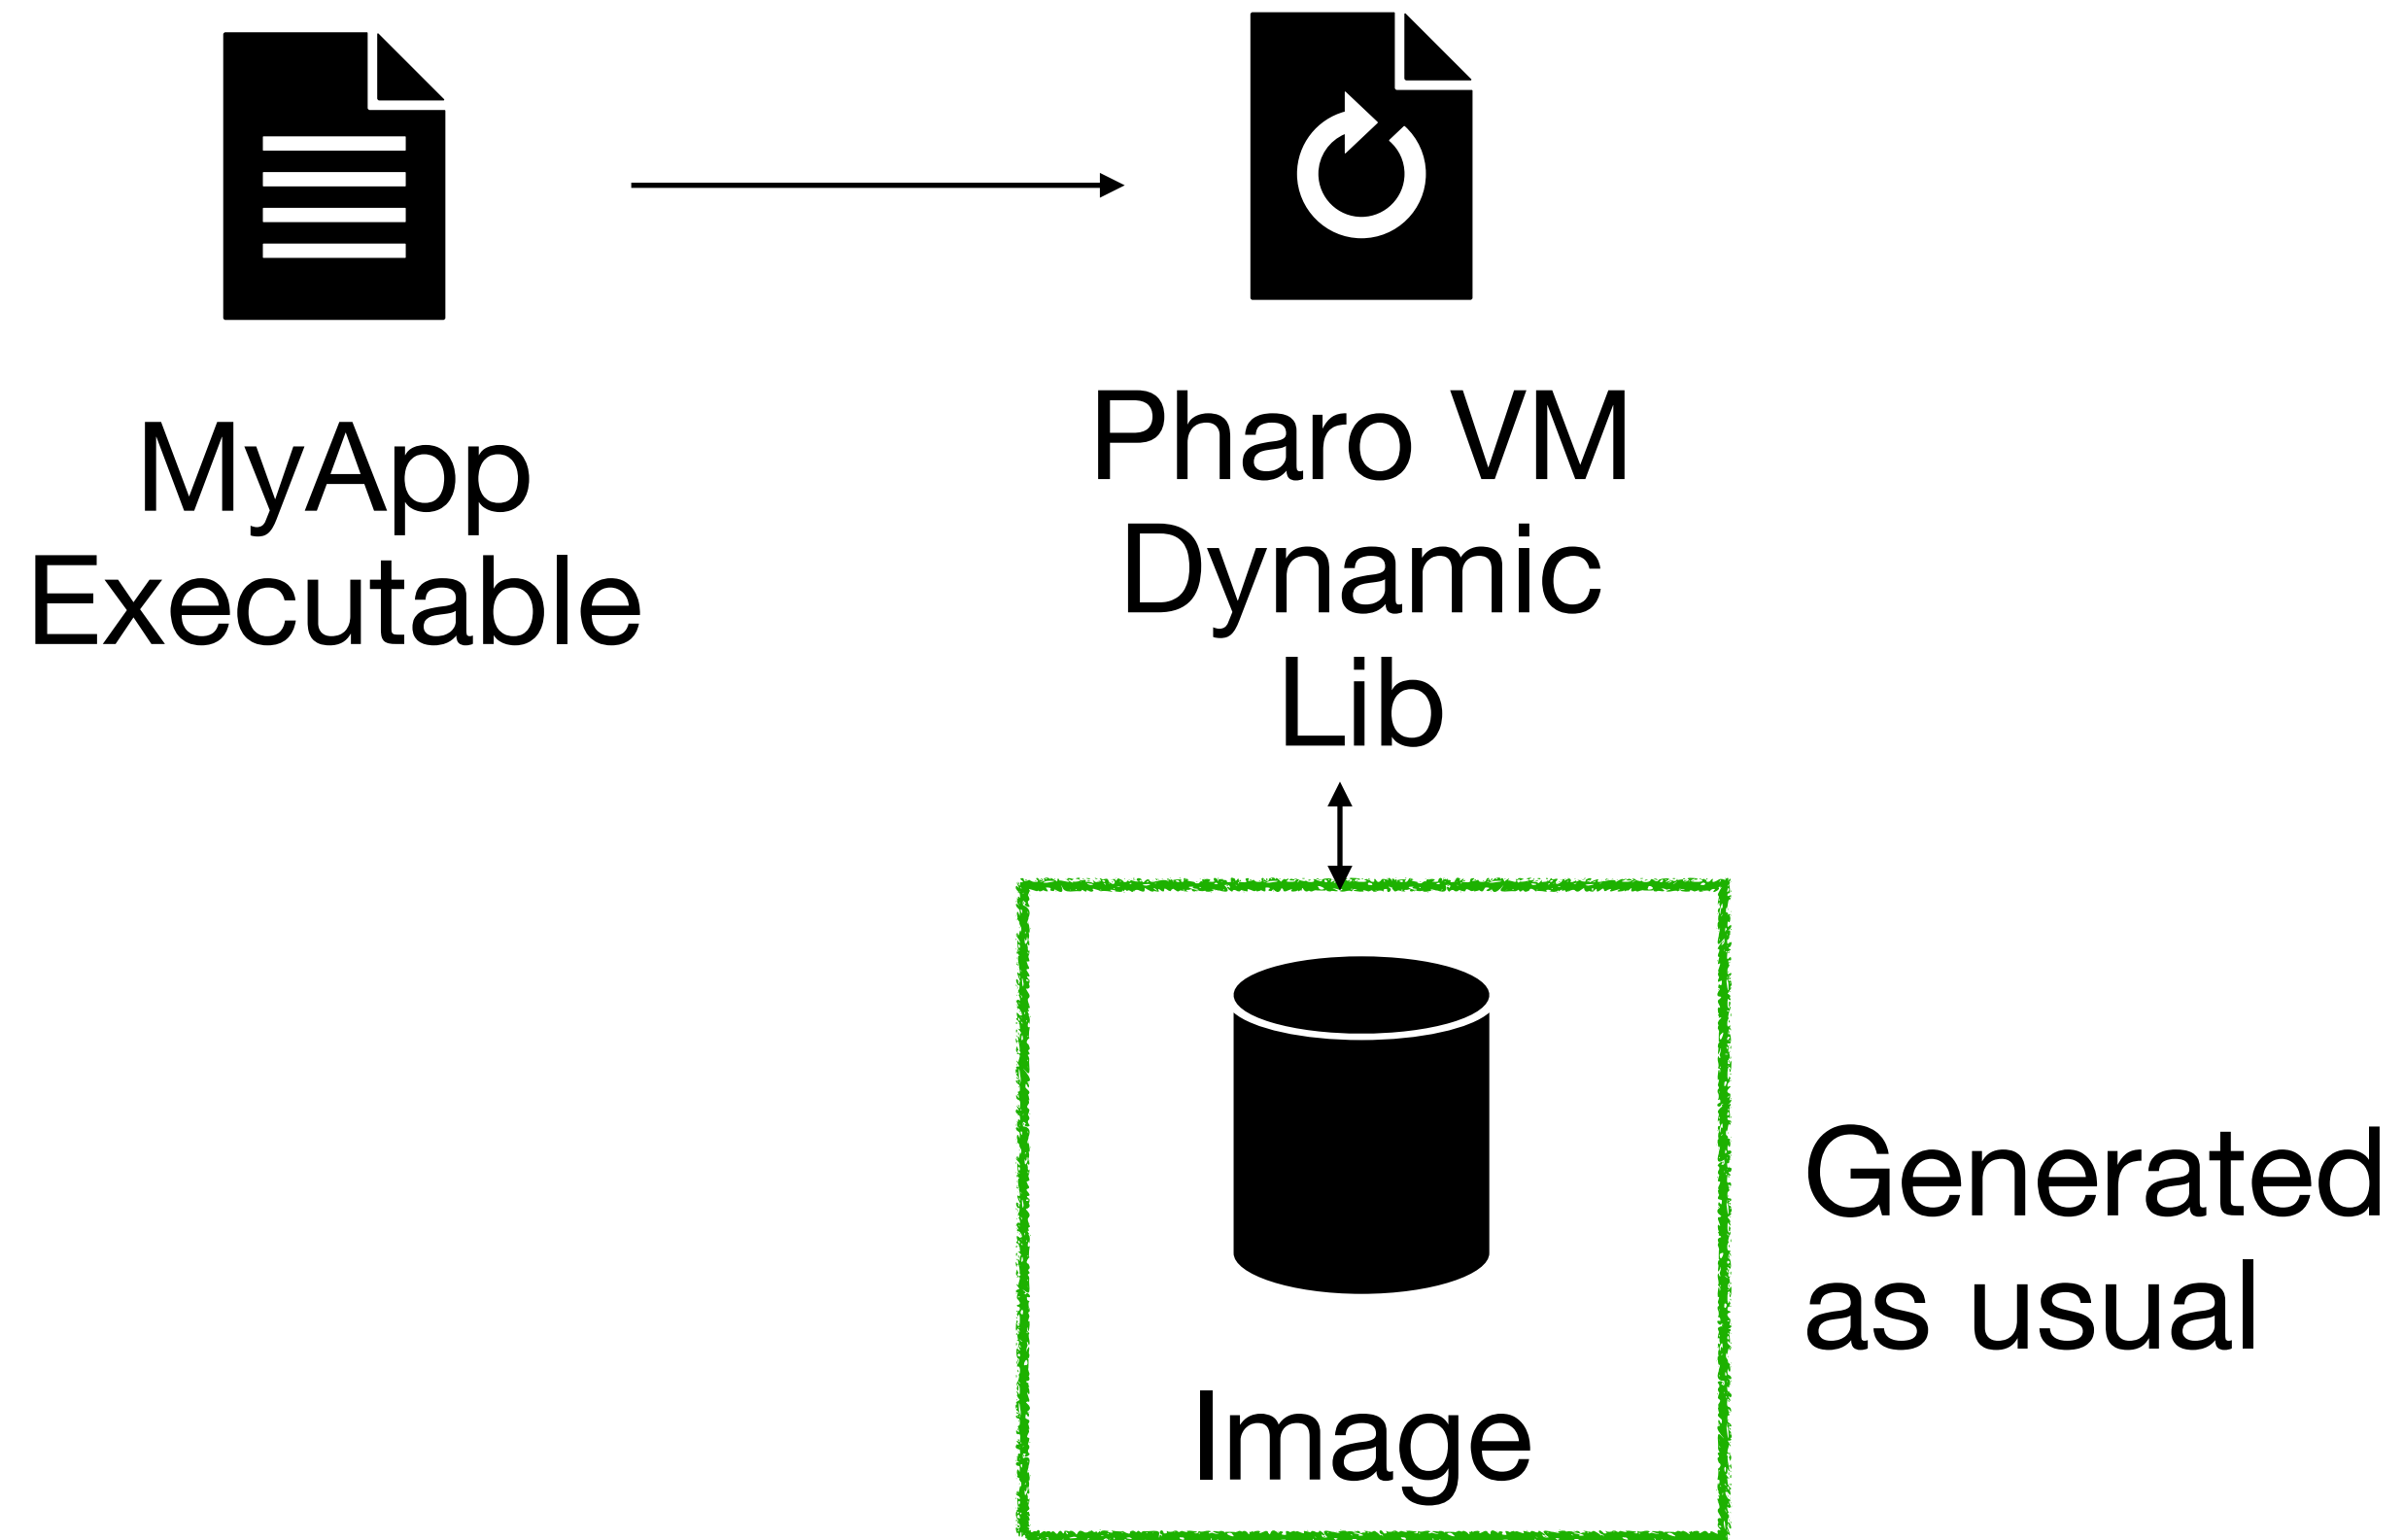 MyApp
Executable
Pharo VM
Dynamic
Lib
Image
Generated
as usual